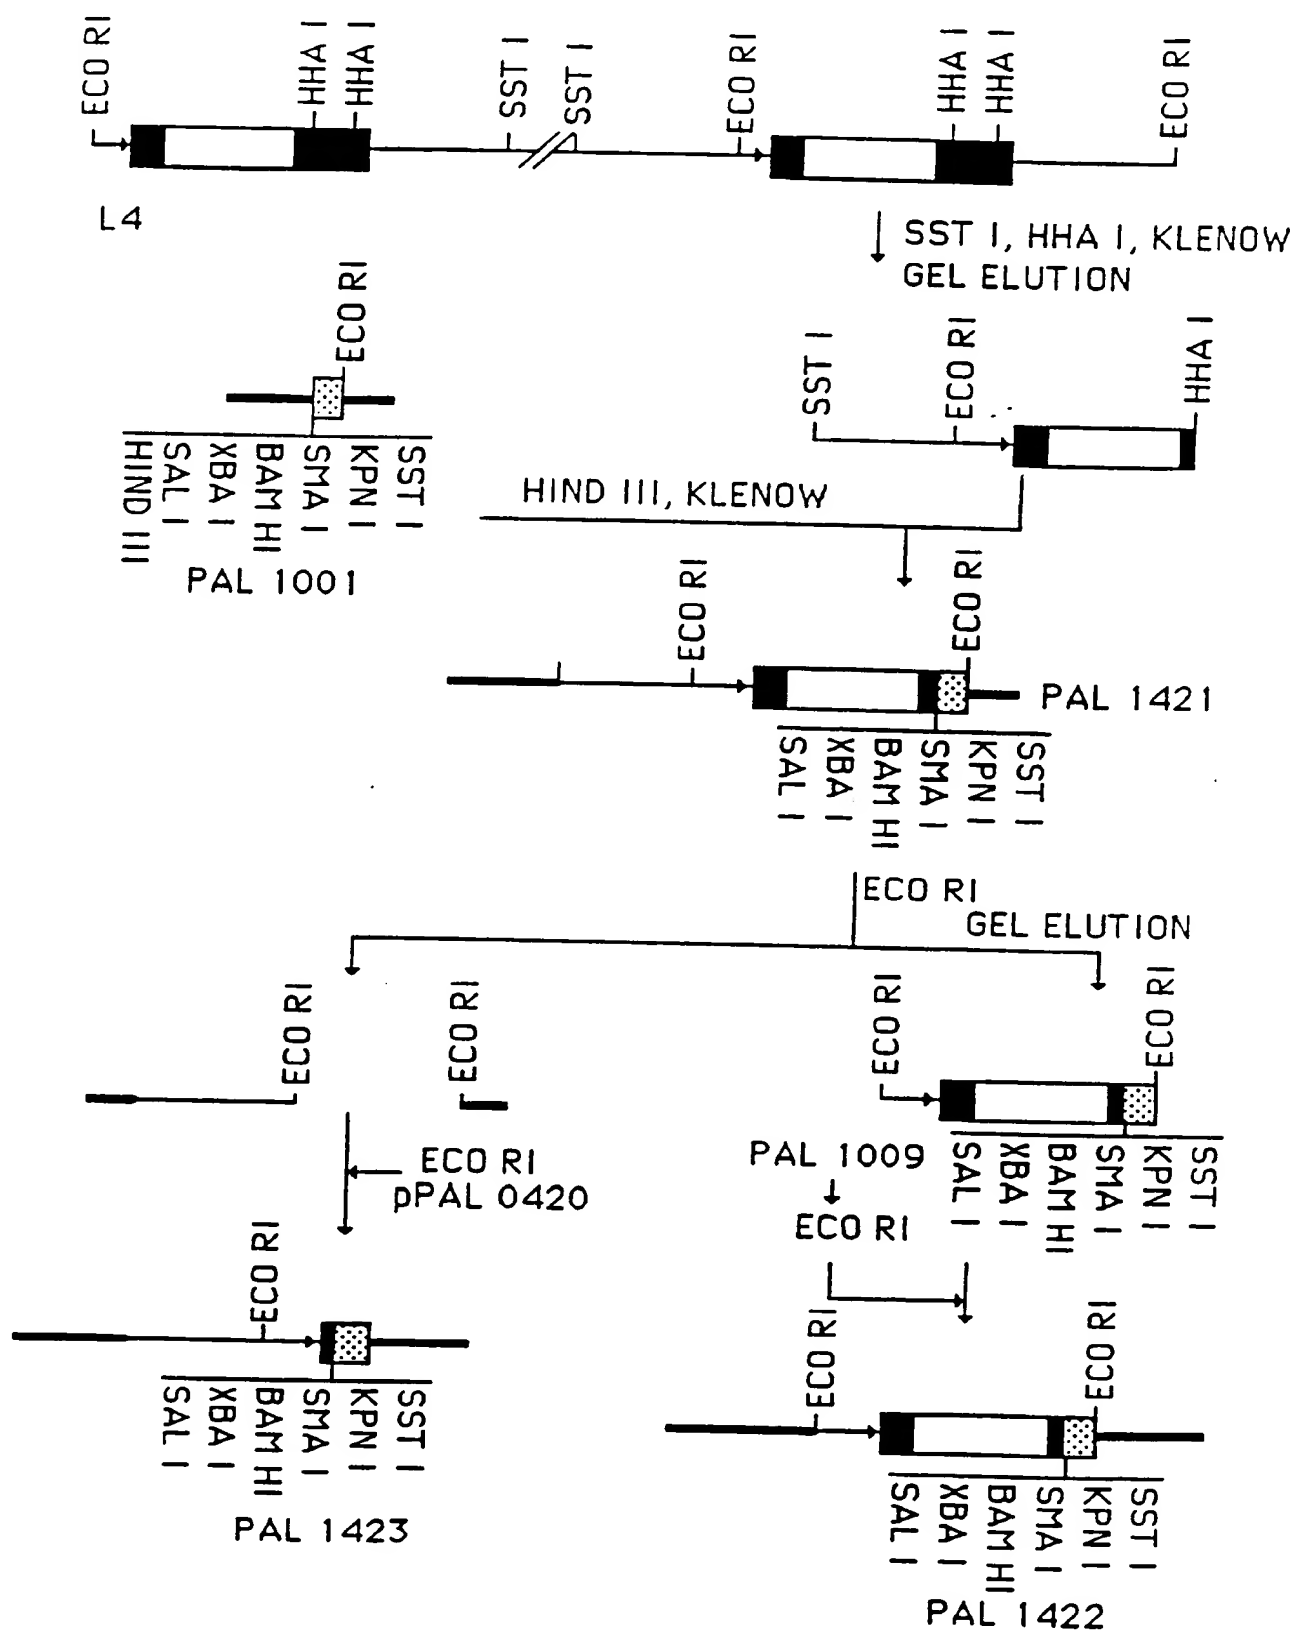 ECO RI
HHA I
HHA I
SST I
SST I
ECO RI
HHA I
HHA I
ECO RI
L4
SST I, HHA I, KLENOW
GEL ELUTION
ECO RI
SST I
ECO RI
HHA I
HIND III
SAL I
XBA I
BAM HI
SMA I
KPN I
SST I
HIND III, KLENOW
PAL 1001
ECO RI
ECO RI
PAL 1421
SAL I
XBA I
BAM HI
SMA I
KPN I
SST I
ECO RI
GEL ELUTION
ECO RI
ECO RI
ECO RI
ECO RI
ECO RI
pPAL 0420
PAL 1009
ECO RI
SAL I
XBA I
BAM HI
SMA I
KPN I
SST I
ECO RI
SAL I
XBA I
BAM HI
SMA I
KPN I
SST I
PAL 1423
ECO RI
ECO RI
SAL I
XBA I
BAM HI
SMA I
KPN I
SST I
PAL 1422